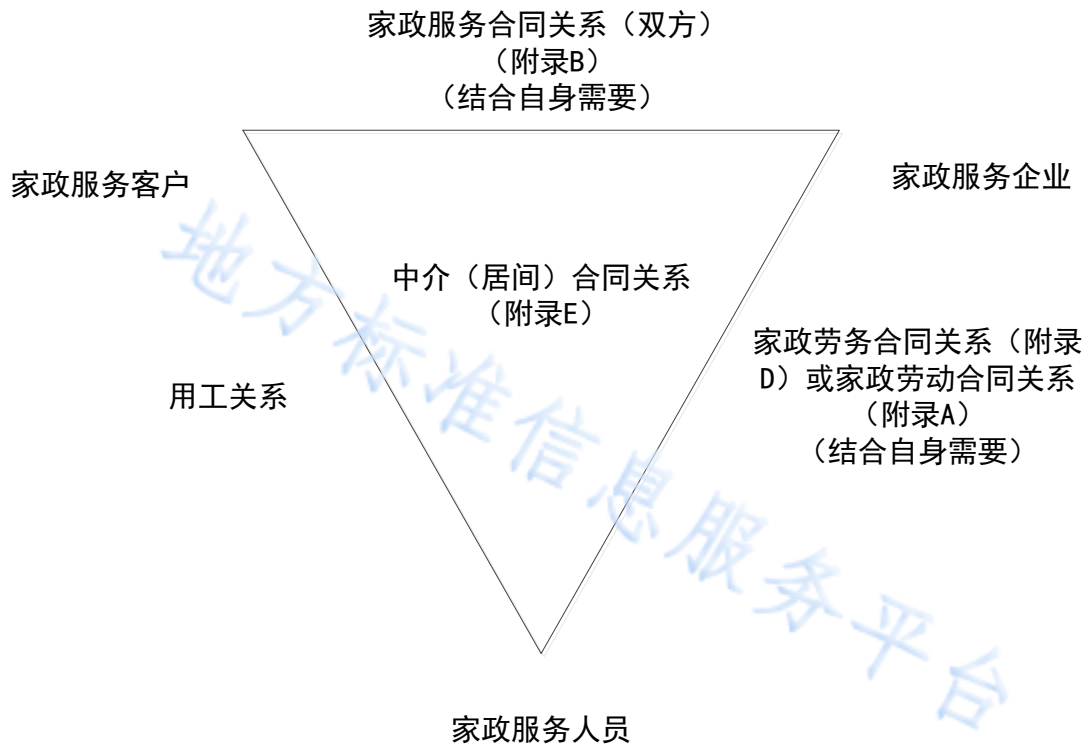 家政服务合同关系（双方）
（附录B）
（结合自身需要）
家政服务客户
家政服务企业
中介（居间）合同关系
（附录E）
家政劳务合同关系（附录
D）或家政劳动合同关系
（附录A）
（结合自身需要）
用工关系
家政服务人员
地方标准信息服务平台